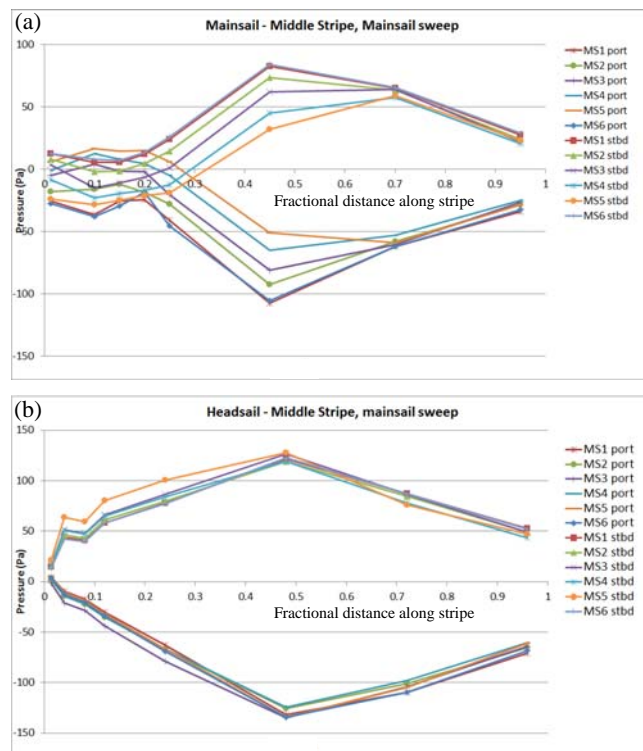 (a)
Mainsail - Middle Stripe, Mainsail sweep
100
50
0
-50
-100
-150
Pressure (Pa)
0 0.1 0.2 0.3 0.4 0.5 0.6 0.7 0.8 0.9 1
Fractional distance along stripe
MS1 port
MS2 port
MS3 port
MS4 port
MS5 port
MS6 port
MS1 stbd
MS2 stbd
MS3 stbd
MS4 stbd
MS5 stbd
MS6 stbd
(b)
Headsail - Middle Stripe, mainsail sweep
150
100
50
0
-50
-100
-150
Pressure (Pa)
0 0.1 0.2 0.3 0.4 0.5 0.6 0.7 0.8 0.9 1
Fractional distance along stripe
MS1 port
MS2 port
MS3 port
MS4 port
MS5 port
MS6 port
MS1 stbd
MS2 stbd
MS3 stbd
MS4 stbd
MS5 stbd
MS6 stbd